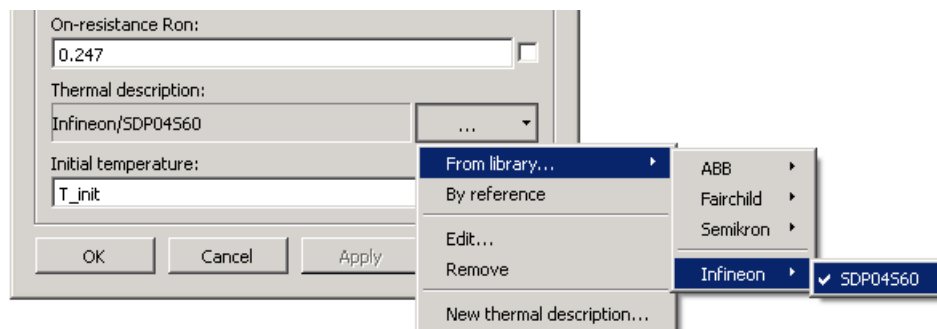 On-resistance Ron:
0.247
Thermal description:
Infineon/SDP04S60
...
Initial temperature:
T_init
OK
Cancel
Apply
From library...
By reference
Edit...
Remove
New thermal description...
ABB
Fairchild
Semikron
Infineon
SDP04S60